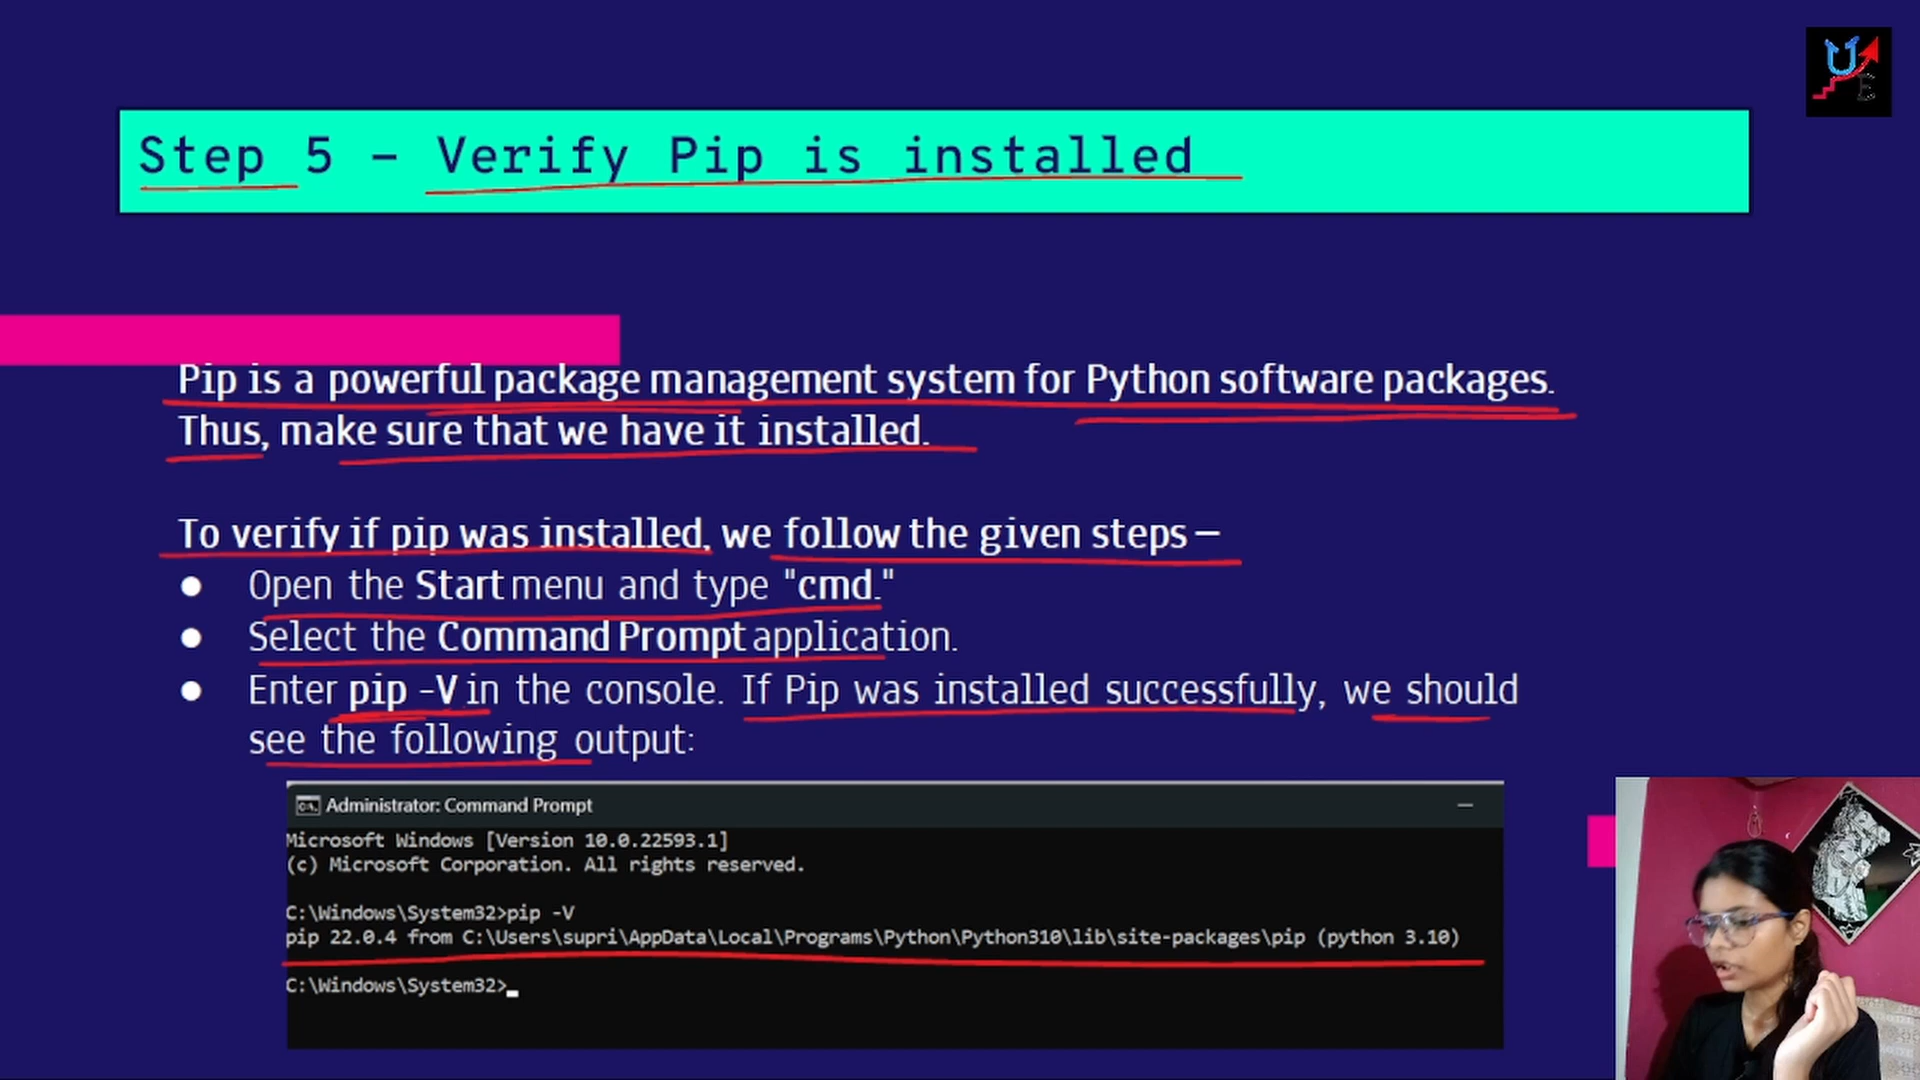 Step 5 – Verify Pip is installed
Pip is a powerful package management system for Python software packages.
Thus, make sure that we have it installed.
To verify if pip was installed, we follow the given steps –
● Open the Start menu and type "cmd."
● Select the Command Prompt application.
● Enter pip -V in the console. If Pip was installed successfully, we should
see the following output:
Administrator: Command Prompt
Microsoft Windows [Version 10.0.22593.1]
(c) Microsoft Corporation. All rights reserved.
C:\Windows\System32>pip -V
pip 22.0.4 from C:\Users\supri\AppData\Local\Programs\Python\Python310\lib\site-packages\pip (python 3.10)
C:\Windows\System32>